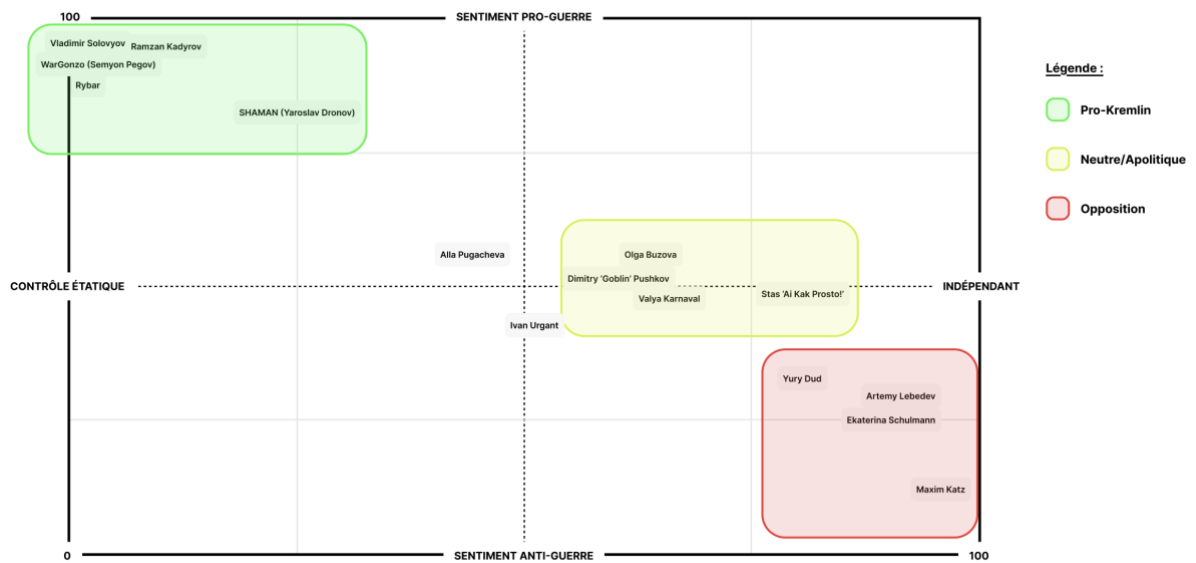 100
SENTIMENT PRO-GUERRE
Vladimir Solovyov
Ramzan Kadyrov
WarGonzo (Semyon Pegov)
Rybar
SHAMAN (Yaroslav Dronov)
Légende :
Pro-Kremlin
Neutre/Apolitique
Opposition
Alla Pugacheva
Olga Buzova
Dimitry 'Goblin' Pushkov
CONTRÔLE ÉTATIQUE
INDÉPENDANT
Valya Karnaval
Stas 'Ai Kak Prosto!'
Ivan Urgant
Yury Dud
Artemy Lebedev
Ekaterina Schulmann
Maxim Katz
0
SENTIMENT ANTI-GUERRE
100